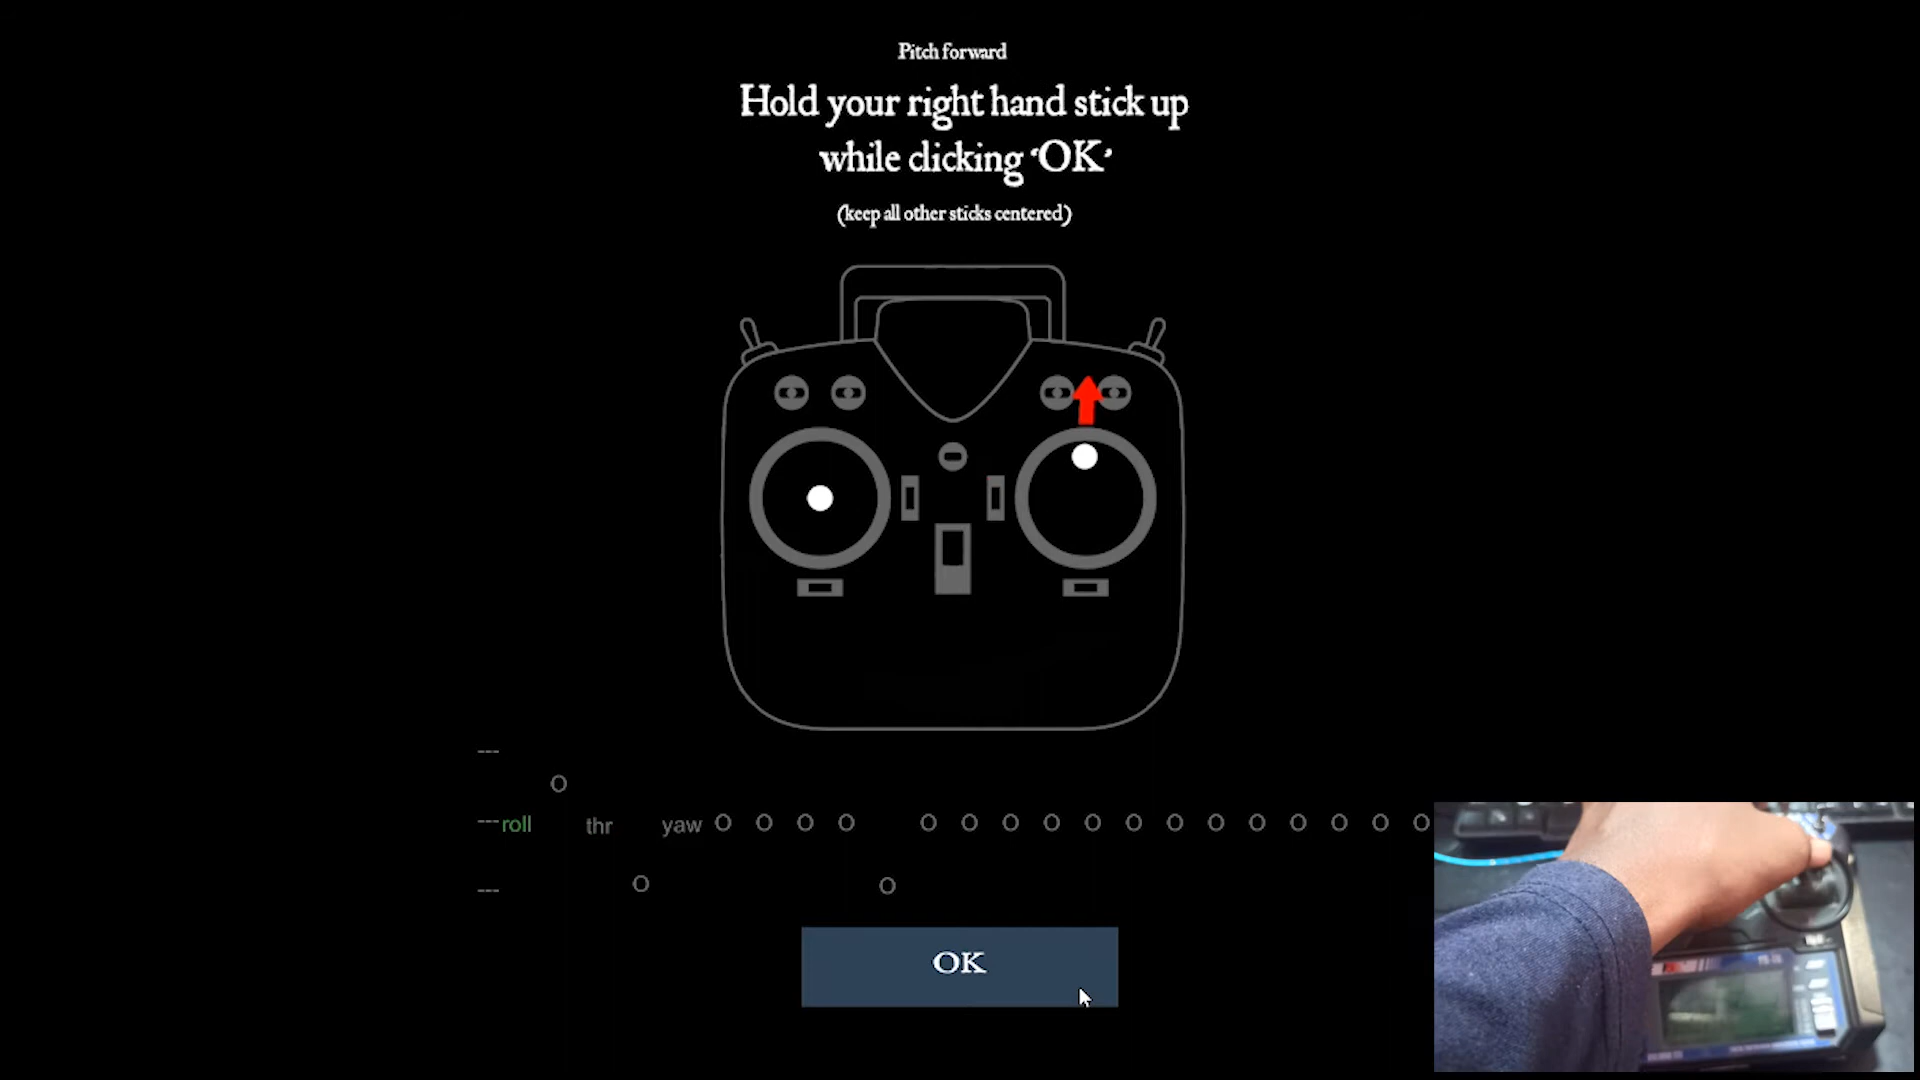 Pitch forward
Hold your right hand stick up
while clicking ‘OK’
(keep all other sticks centered)
---
O
---roll thr yaw O O O O O O O O O O O O O O O O O
--- O O
OK